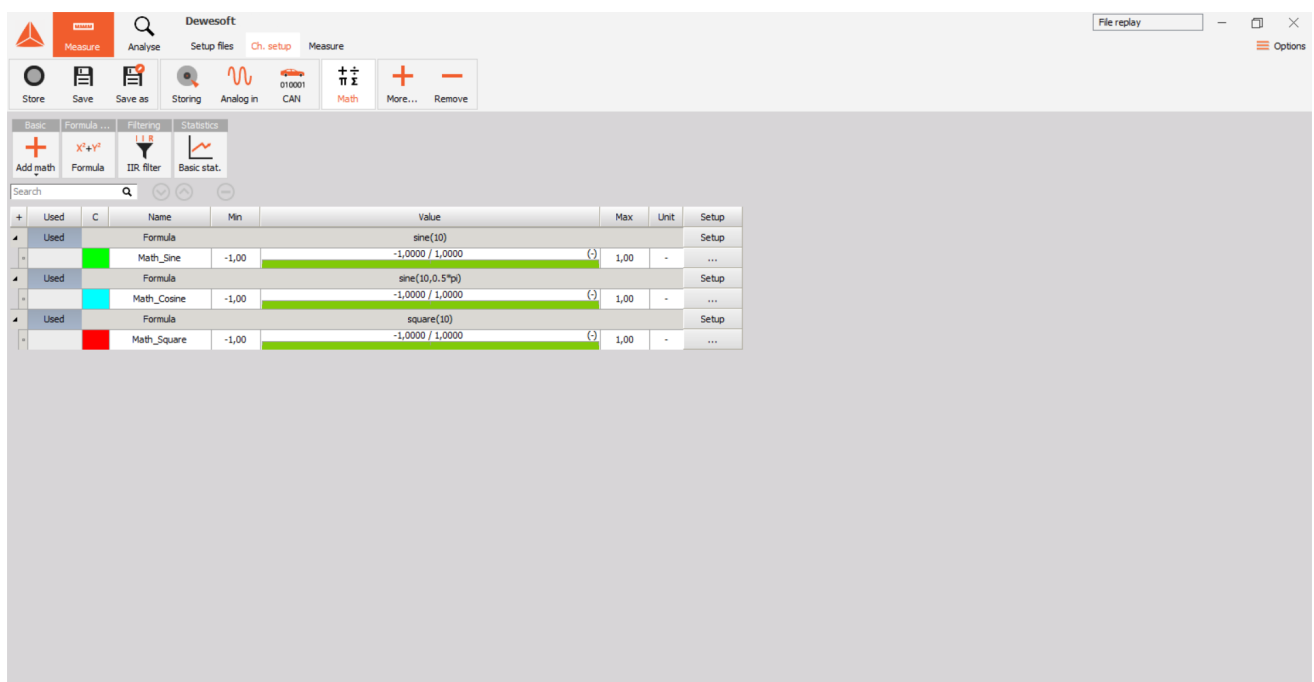 Dewesoft
File replay
Measure
Analyse
Setup files Ch. setup Measure
Options
010001
Store Save Save as Storing Analog in CAN Math More... Remove
Basic Formula ... Filtering Statistics
X²+Y²
I I R
Add math Formula IIR filter Basic stat.
Search
+ Used C Name Min Value Max Unit Setup
Used Formula sine(10) Setup
Math_Sine -1,00 -1,0000 / 1,0000 (-) 1,00 - ...
Used Formula sine(10,0.5*pi) Setup
Math_Cosine -1,00 -1,0000 / 1,0000 (-) 1,00 - ...
Used Formula square(10) Setup
Math_Square -1,00 -1,0000 / 1,0000 (-) 1,00 - ...